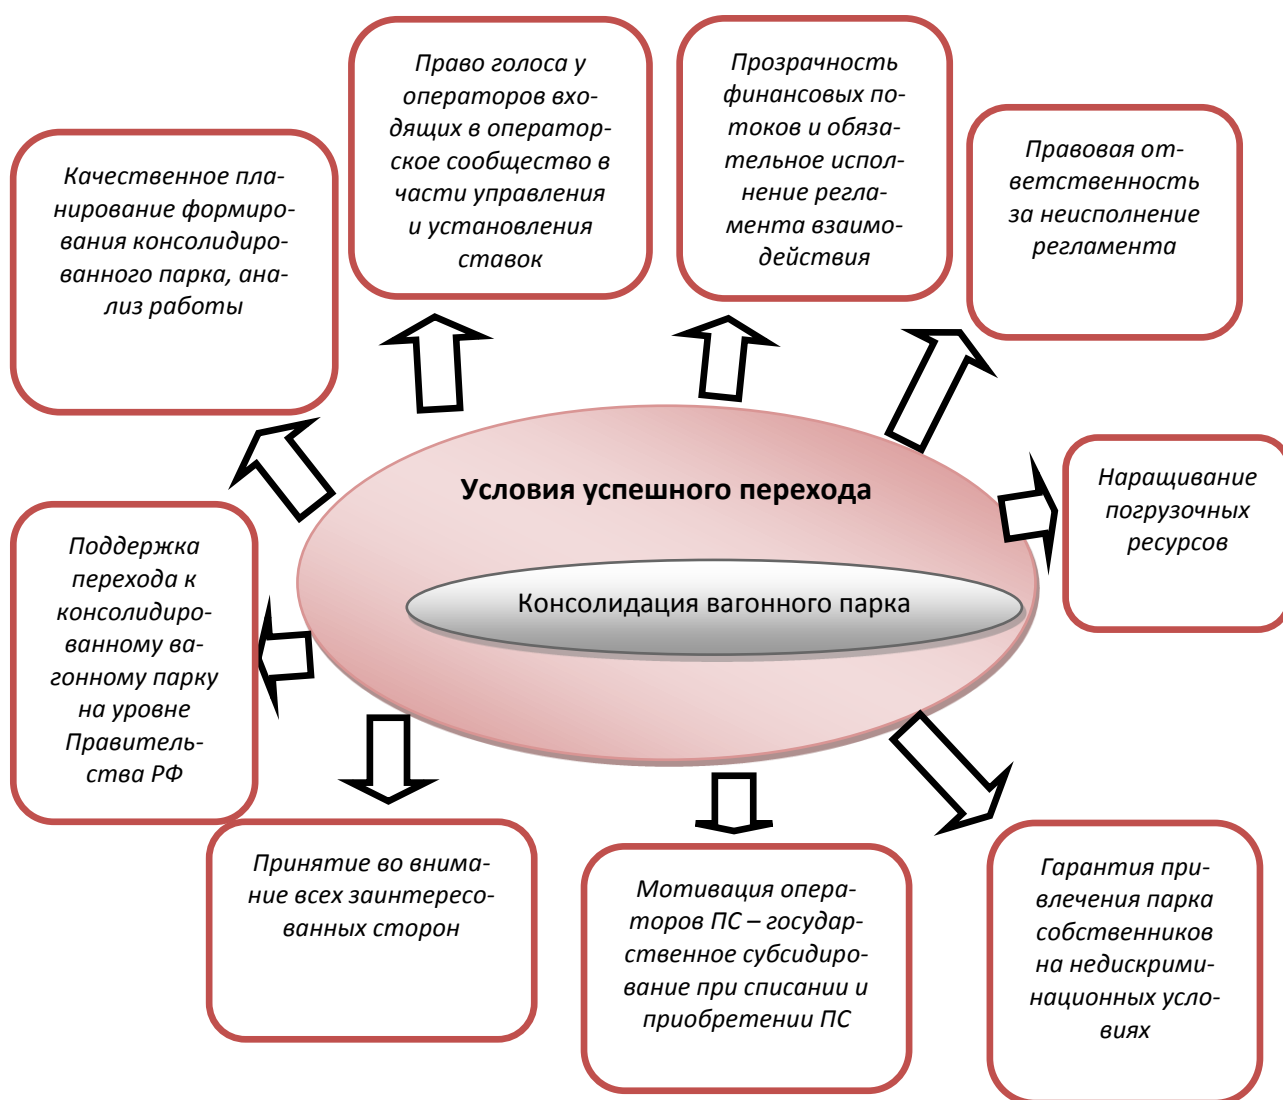 Качественное пла-
нирование формиро-
вания консолидиро-
ванного парка, ана-
лиз работы
Право голоса у
операторов вхо-
дящих в оператор-
ское сообщество в
части управления
и установления
ставок
Прозрачность
финансовых по-
токов и обяза-
тельное испол-
нение регла-
мента взаимо-
действия
Правовая от-
ветственность
за неисполнение
регламента
Условия успешного перехода
Консолидация вагонного парка
Наращивание
погрузочных
ресурсов
Поддержка
перехода к
консолидиро-
ванному ва-
гонному парку
на уровне
Правитель-
ства РФ
Принятие во внима-
ние всех заинтересо-
ванных сторон
Мотивация опера-
торов ПС – государ-
ственное субсидиро-
вание при списании и
приобретении ПС
Гарантия при-
влечения парка
собственников
на недискрими-
национных усло-
виях